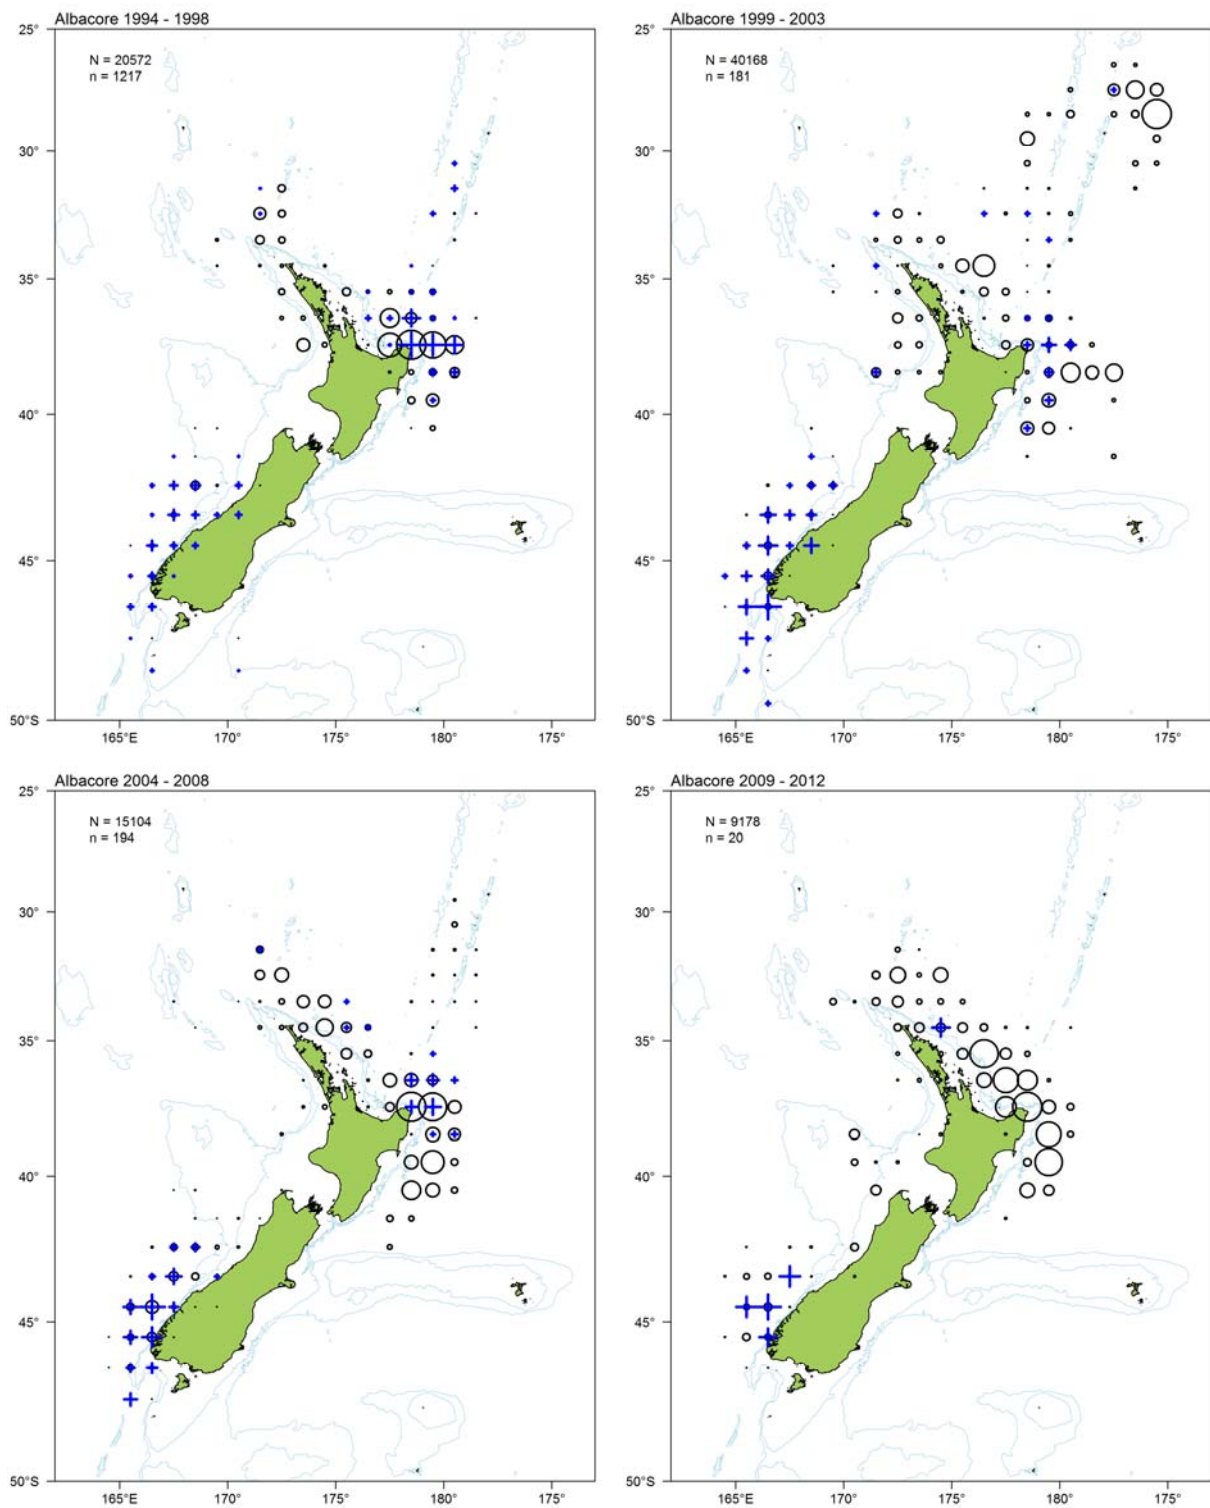 Albacore 1994 - 1998
25°
N = 20572
n = 1217
30°
35°
40°
45°
50°S
165°E 170° 175° 180° 175°
Albacore 1999 - 2003
25°
N = 40168
n = 181
30°
35°
40°
45°
50°S
165°E 170° 175° 180° 175°
Albacore 2004 - 2008
25°
N = 15104
n = 194
30°
35°
40°
45°
50°S
165°E 170° 175° 180° 175°
Albacore 2009 - 2012
25°
N = 9178
n = 20
30°
35°
40°
45°
50°S
165°E 170° 175° 180° 175°